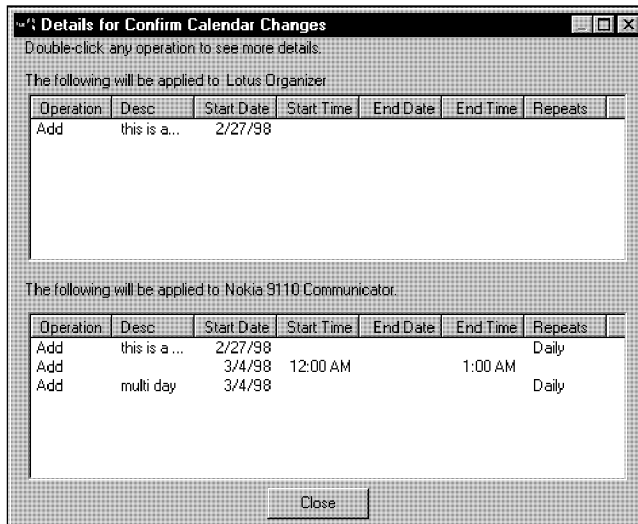 Details for Confirm Calendar Changes
Double-click any operation to see more details.
The following will be applied to Lotus Organizer
Operation Desc Start Date Start Time End Date End Time Repeats
Add this is a... 2/27/98
The following will be applied to Nokia 9110 Communicator.
Operation Desc Start Date Start Time End Date End Time Repeats
Add this is a ... 2/27/98 Daily
Add 3/4/98 12:00 AM 1:00 AM
Add multi day 3/4/98 Daily
Close